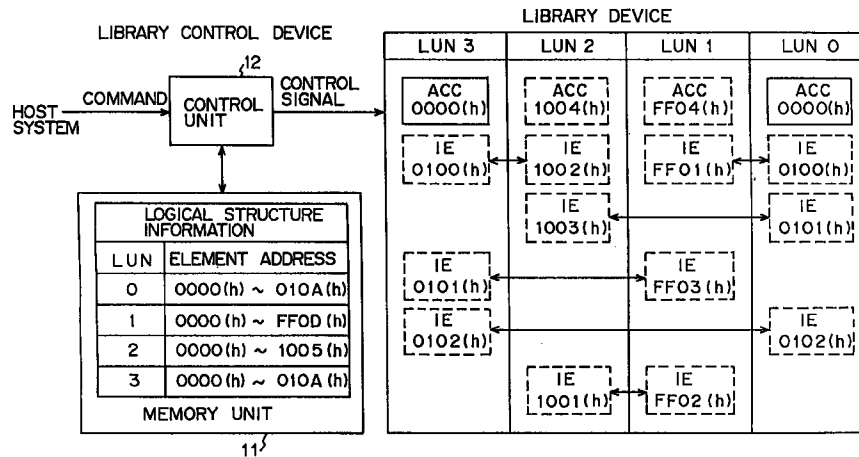 LIBRARY DEVICE
LIBRARY CONTROL DEVICE
12
COMMAND
HOST SYSTEM
CONTROL UNIT
CONTROL SIGNAL
LOGICAL STRUCTURE INFORMATION
LUN ELEMENT ADDRESS
0 0000(h) ~ 010A(h)
1 0000(h) ~ FF0D(h)
2 0000(h) ~ 1005(h)
3 0000(h) ~ 010A(h)
MEMORY UNIT
11
LUN 3 LUN 2 LUN 1 LUN 0
ACC ACC ACC ACC
0000(h) 1004(h) FF04(h) 0000(h)
IE IE IE IE
0100(h) 1002(h) FF01(h) 0100(h)
IE IE
1003(h) 0101(h)
IE IE
0101(h) FF03(h)
IE IE
0102(h) 0102(h)
IE IE
1001(h) FF02(h)